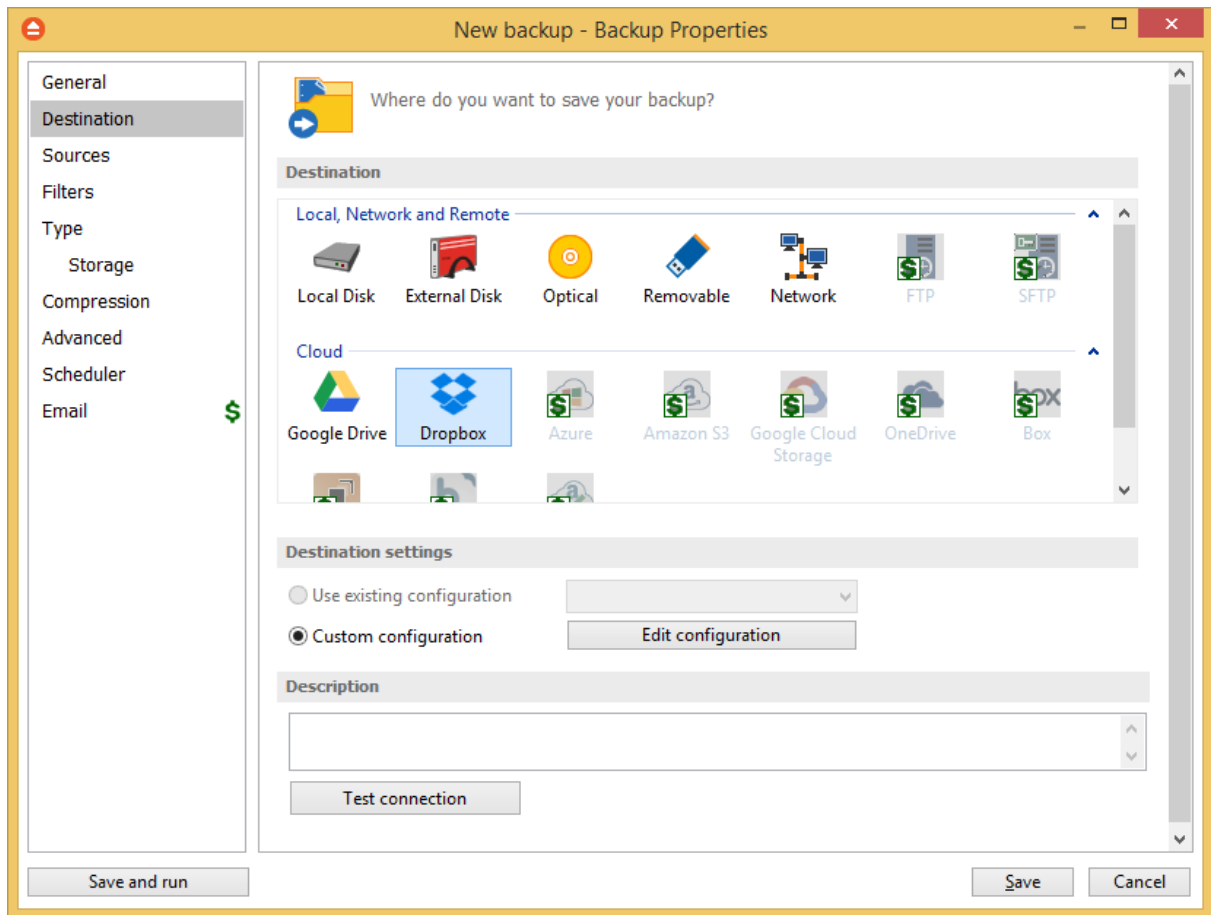 New backup - Backup Properties
General
Destination
Sources
Filters
Type
Storage
Compression
Advanced
Scheduler
Email $
Where do you want to save your backup?
Destination
Local, Network and Remote
Local Disk External Disk Optical Removable Network FTP SFTP
Cloud
Google Drive Dropbox Azure Amazon S3 Google Cloud Storage OneDrive Box
Destination settings
Use existing configuration
Custom configuration Edit configuration
Description
Test connection
Save and run Save Cancel